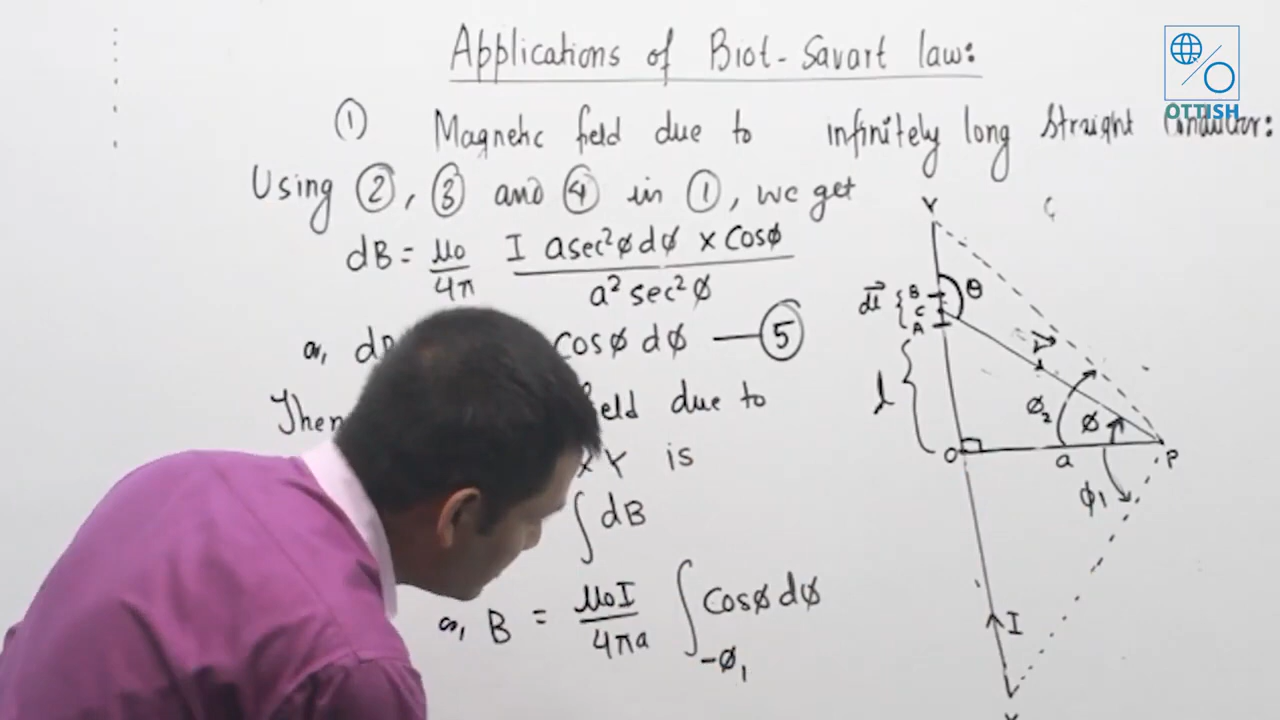 Applications of Biot-Savart law:
OTTISH
① Magnetic field due to infinitely long Straight Conductor:
Using ②, ③ and ④ in ①, we get
dB = μ₀/4π I a sec²φ dφ × Cosφ / a² sec²φ
or, dB cosφ dφ — ⑤
Then field due to
XY is
∫ dB
or, B = μ₀I/4πa ∫ Cosφ dφ
-φ₁
Y
θ
dl { B
C
A
r
l {
φ₂
φ
O
a
P
φ₁
I
X